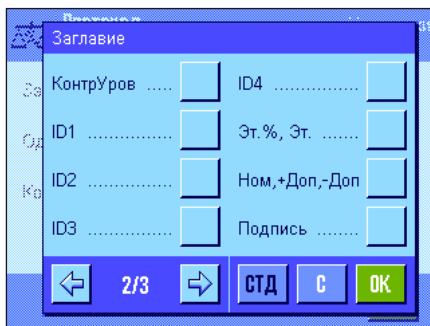 Заглавие
КонтрУров .....
ID4 ................
ID1 ................
Эт.%, Эт. .......
ID2 ................
Ном,+Доп,-Доп
ID3 ................
Подпись ........
2/3
СТД
C
OK